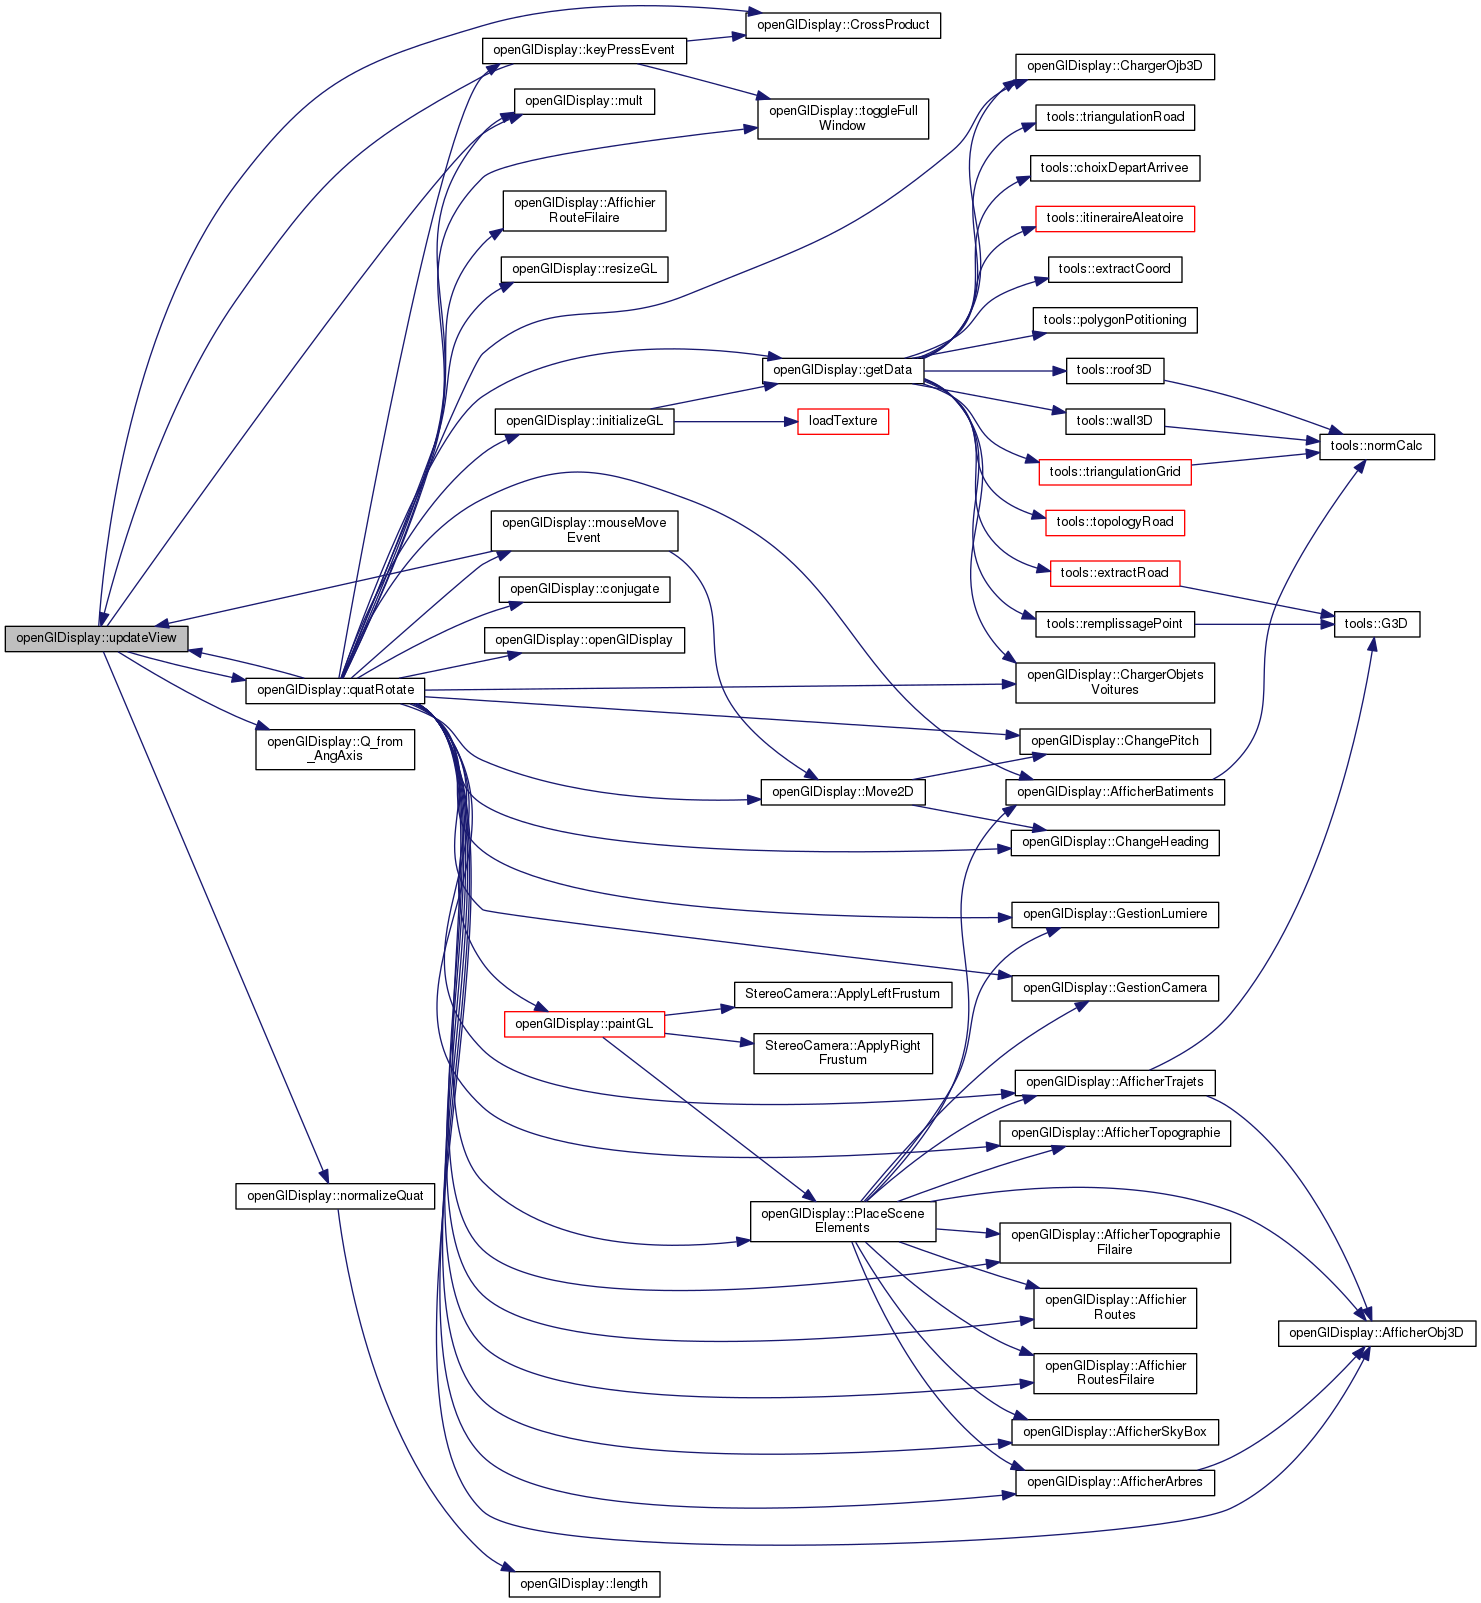 openGlDisplay::CrossProduct
openGlDisplay::keyPressEvent
openGlDisplay::ChargerOjb3D
openGlDisplay::mult
openGlDisplay::toggleFull
Window
tools::triangulationRoad
tools::choixDepartArrivee
openGlDisplay::Affichier
RouteFilaire
tools::itineraireAleatoire
openGlDisplay::resizeGL
tools::extractCoord
tools::polygonPotitioning
openGlDisplay::getData
tools::roof3D
openGlDisplay::initializeGL
loadTexture
tools::wall3D
tools::normCalc
tools::triangulationGrid
openGlDisplay::mouseMove
Event
tools::topologyRoad
tools::extractRoad
openGlDisplay::conjugate
openGlDisplay::updateView
openGlDisplay::openGlDisplay
tools::remplissagePoint
tools::G3D
openGlDisplay::quatRotate
openGlDisplay::ChargerObjets
Voitures
openGlDisplay::Q_from
_AngAxis
openGlDisplay::ChangePitch
openGlDisplay::Move2D
openGlDisplay::AfficherBatiments
openGlDisplay::ChangeHeading
openGlDisplay::GestionLumiere
openGlDisplay::GestionCamera
StereoCamera::ApplyLeftFrustum
openGlDisplay::paintGL
StereoCamera::ApplyRight
Frustum
openGlDisplay::AfficherTrajets
openGlDisplay::AfficherTopographie
openGlDisplay::normalizeQuat
openGlDisplay::PlaceScene
Elements
openGlDisplay::AfficherTopographie
Filaire
openGlDisplay::Affichier
Routes
openGlDisplay::AfficherObj3D
openGlDisplay::Affichier
RoutesFilaire
openGlDisplay::AfficherSkyBox
openGlDisplay::AfficherArbres
openGlDisplay::length